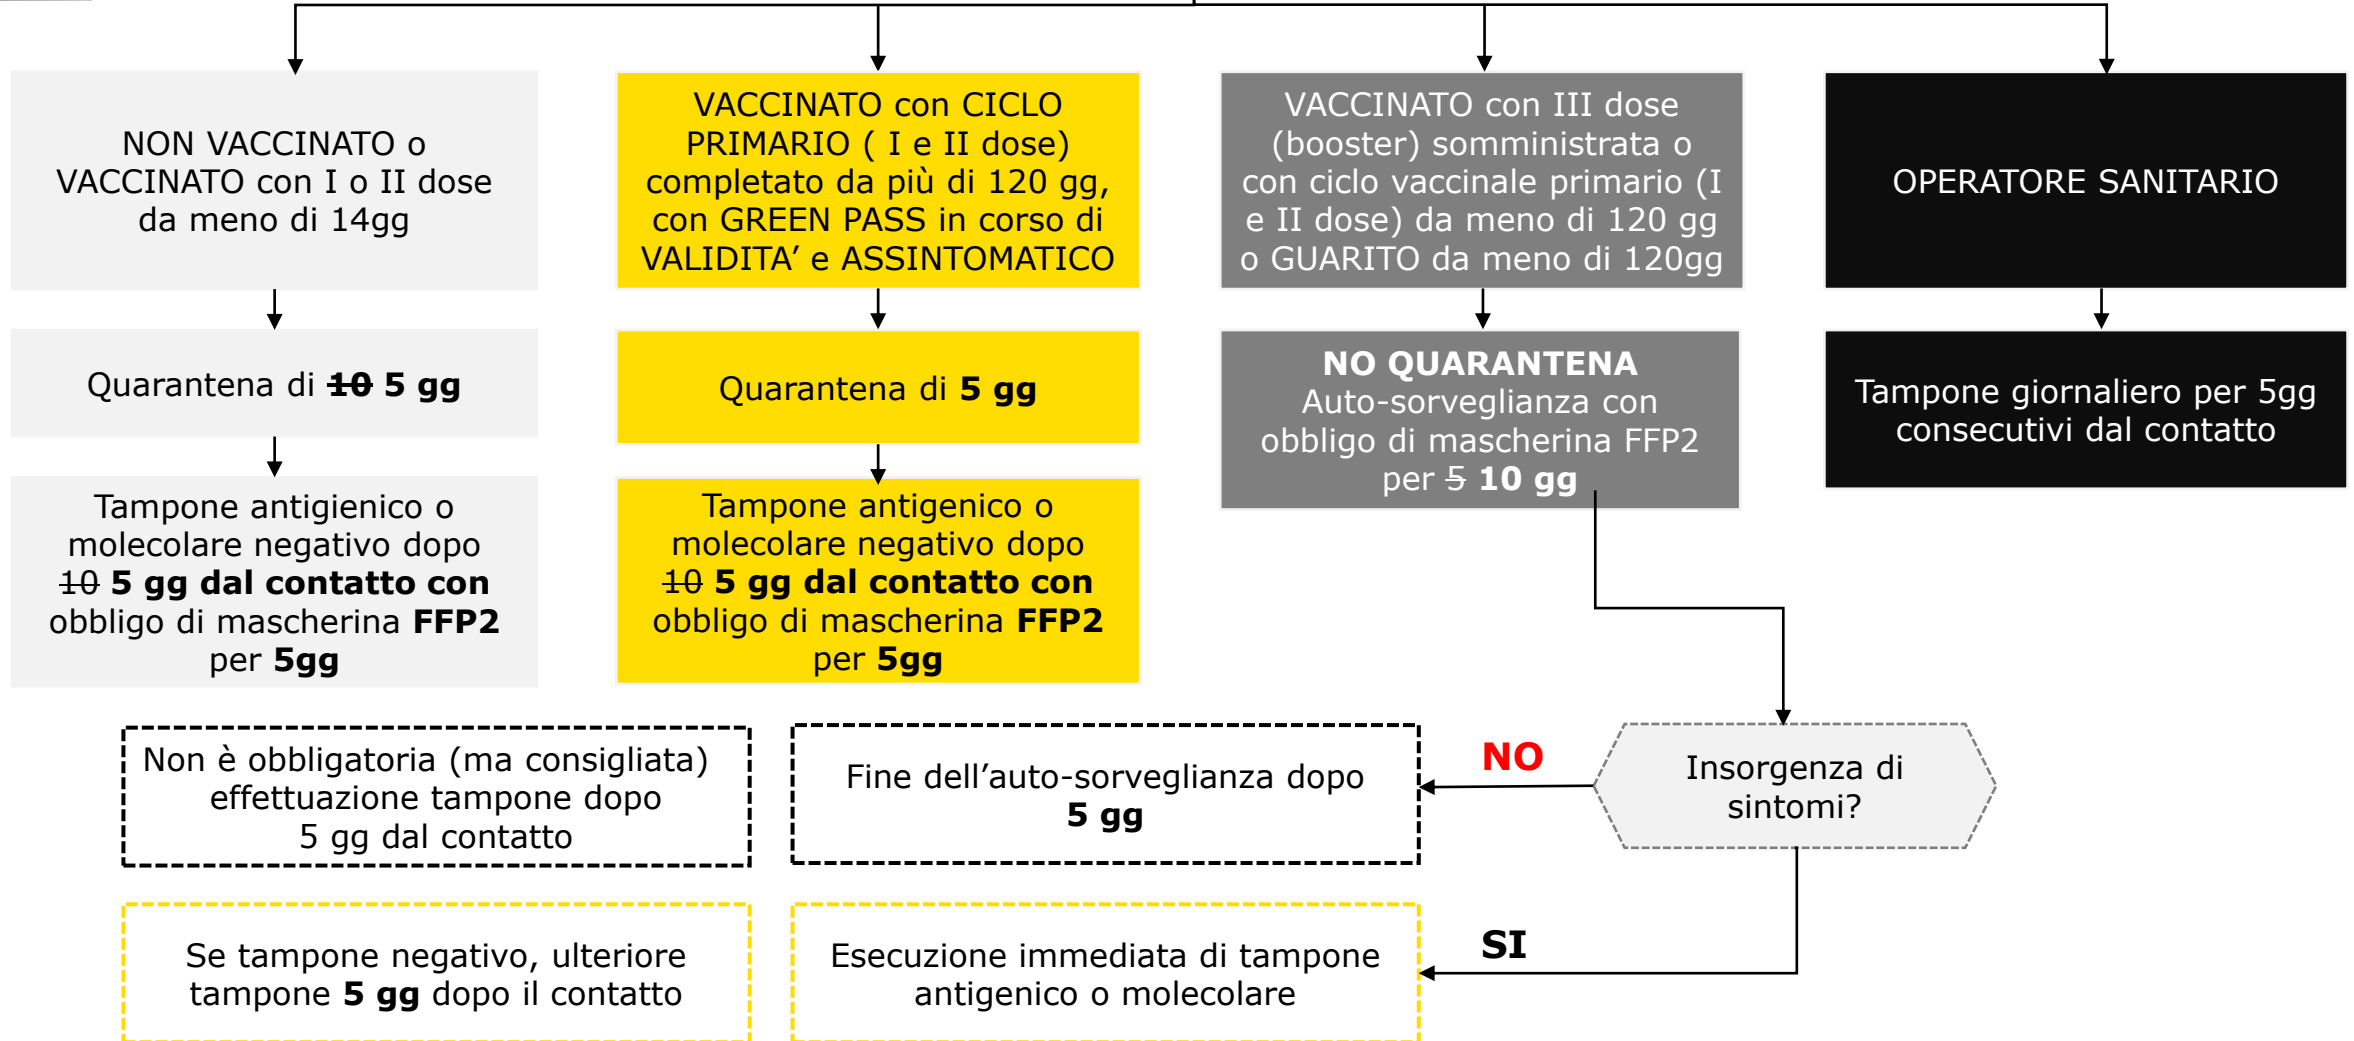 NON VACCINATO o
VACCINATO con I o II dose
da meno di 14gg
VACCINATO con CICLO
PRIMARIO ( I e II dose)
completato da più di 120 gg,
con GREEN PASS in corso di
VALIDITA’ e ASSINTOMATICO
VACCINATO con III dose
(booster) somministrata o
con ciclo vaccinale primario (I
e II dose) da meno di 120 gg
o GUARITO da meno di 120gg
OPERATORE SANITARIO
Quarantena di 10 5 gg
Quarantena di 5 gg
NO QUARANTENA
Auto-sorveglianza con
obbligo di mascherina FFP2
per 5 10 gg
Tampone giornaliero per 5gg
consecutivi dal contatto
Tampone antigienico o
molecolare negativo dopo
10 5 gg dal contatto con
obbligo di mascherina FFP2
per 5gg
Tampone antigenico o
molecolare negativo dopo
10 5 gg dal contatto con
obbligo di mascherina FFP2
per 5gg
Non è obbligatoria (ma consigliata)
effettuazione tampone dopo
5 gg dal contatto
Fine dell’auto-sorveglianza dopo
5 gg
NO
Insorgenza di
sintomi?
Se tampone negativo, ulteriore
tampone 5 gg dopo il contatto
Esecuzione immediata di tampone
antigenico o molecolare
SI